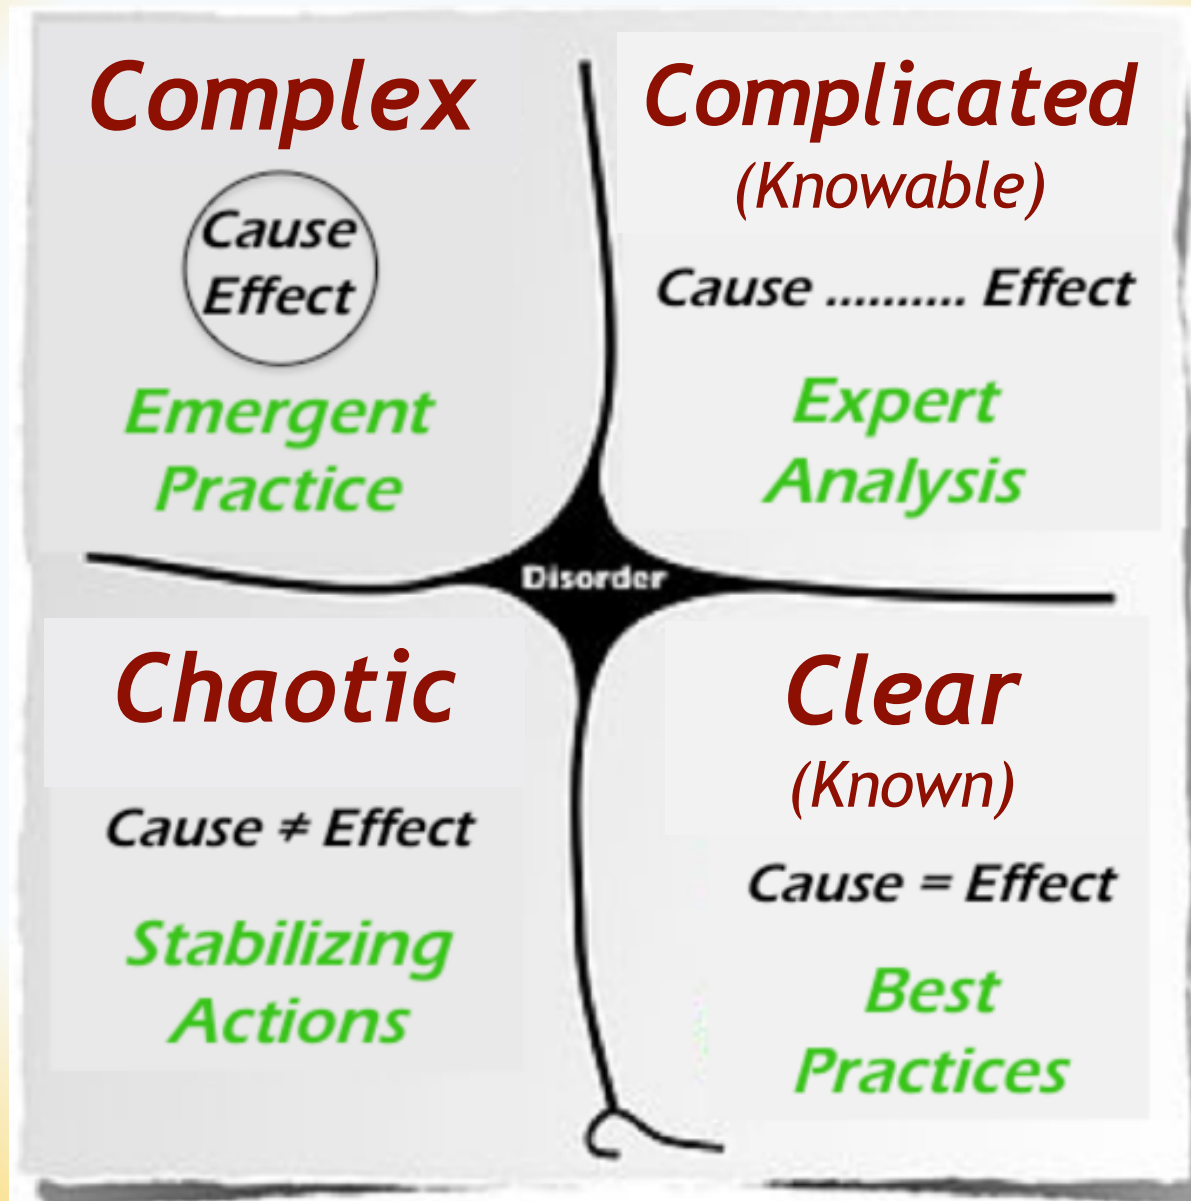 Complex
Cause
Effect
Emergent
Practice
Complicated
(Knowable)
Cause .......... Effect
Expert
Analysis
Disorder
Chaotic
Cause ≠ Effect
Stabilizing
Actions
Clear
(Known)
Cause = Effect
Best
Practices